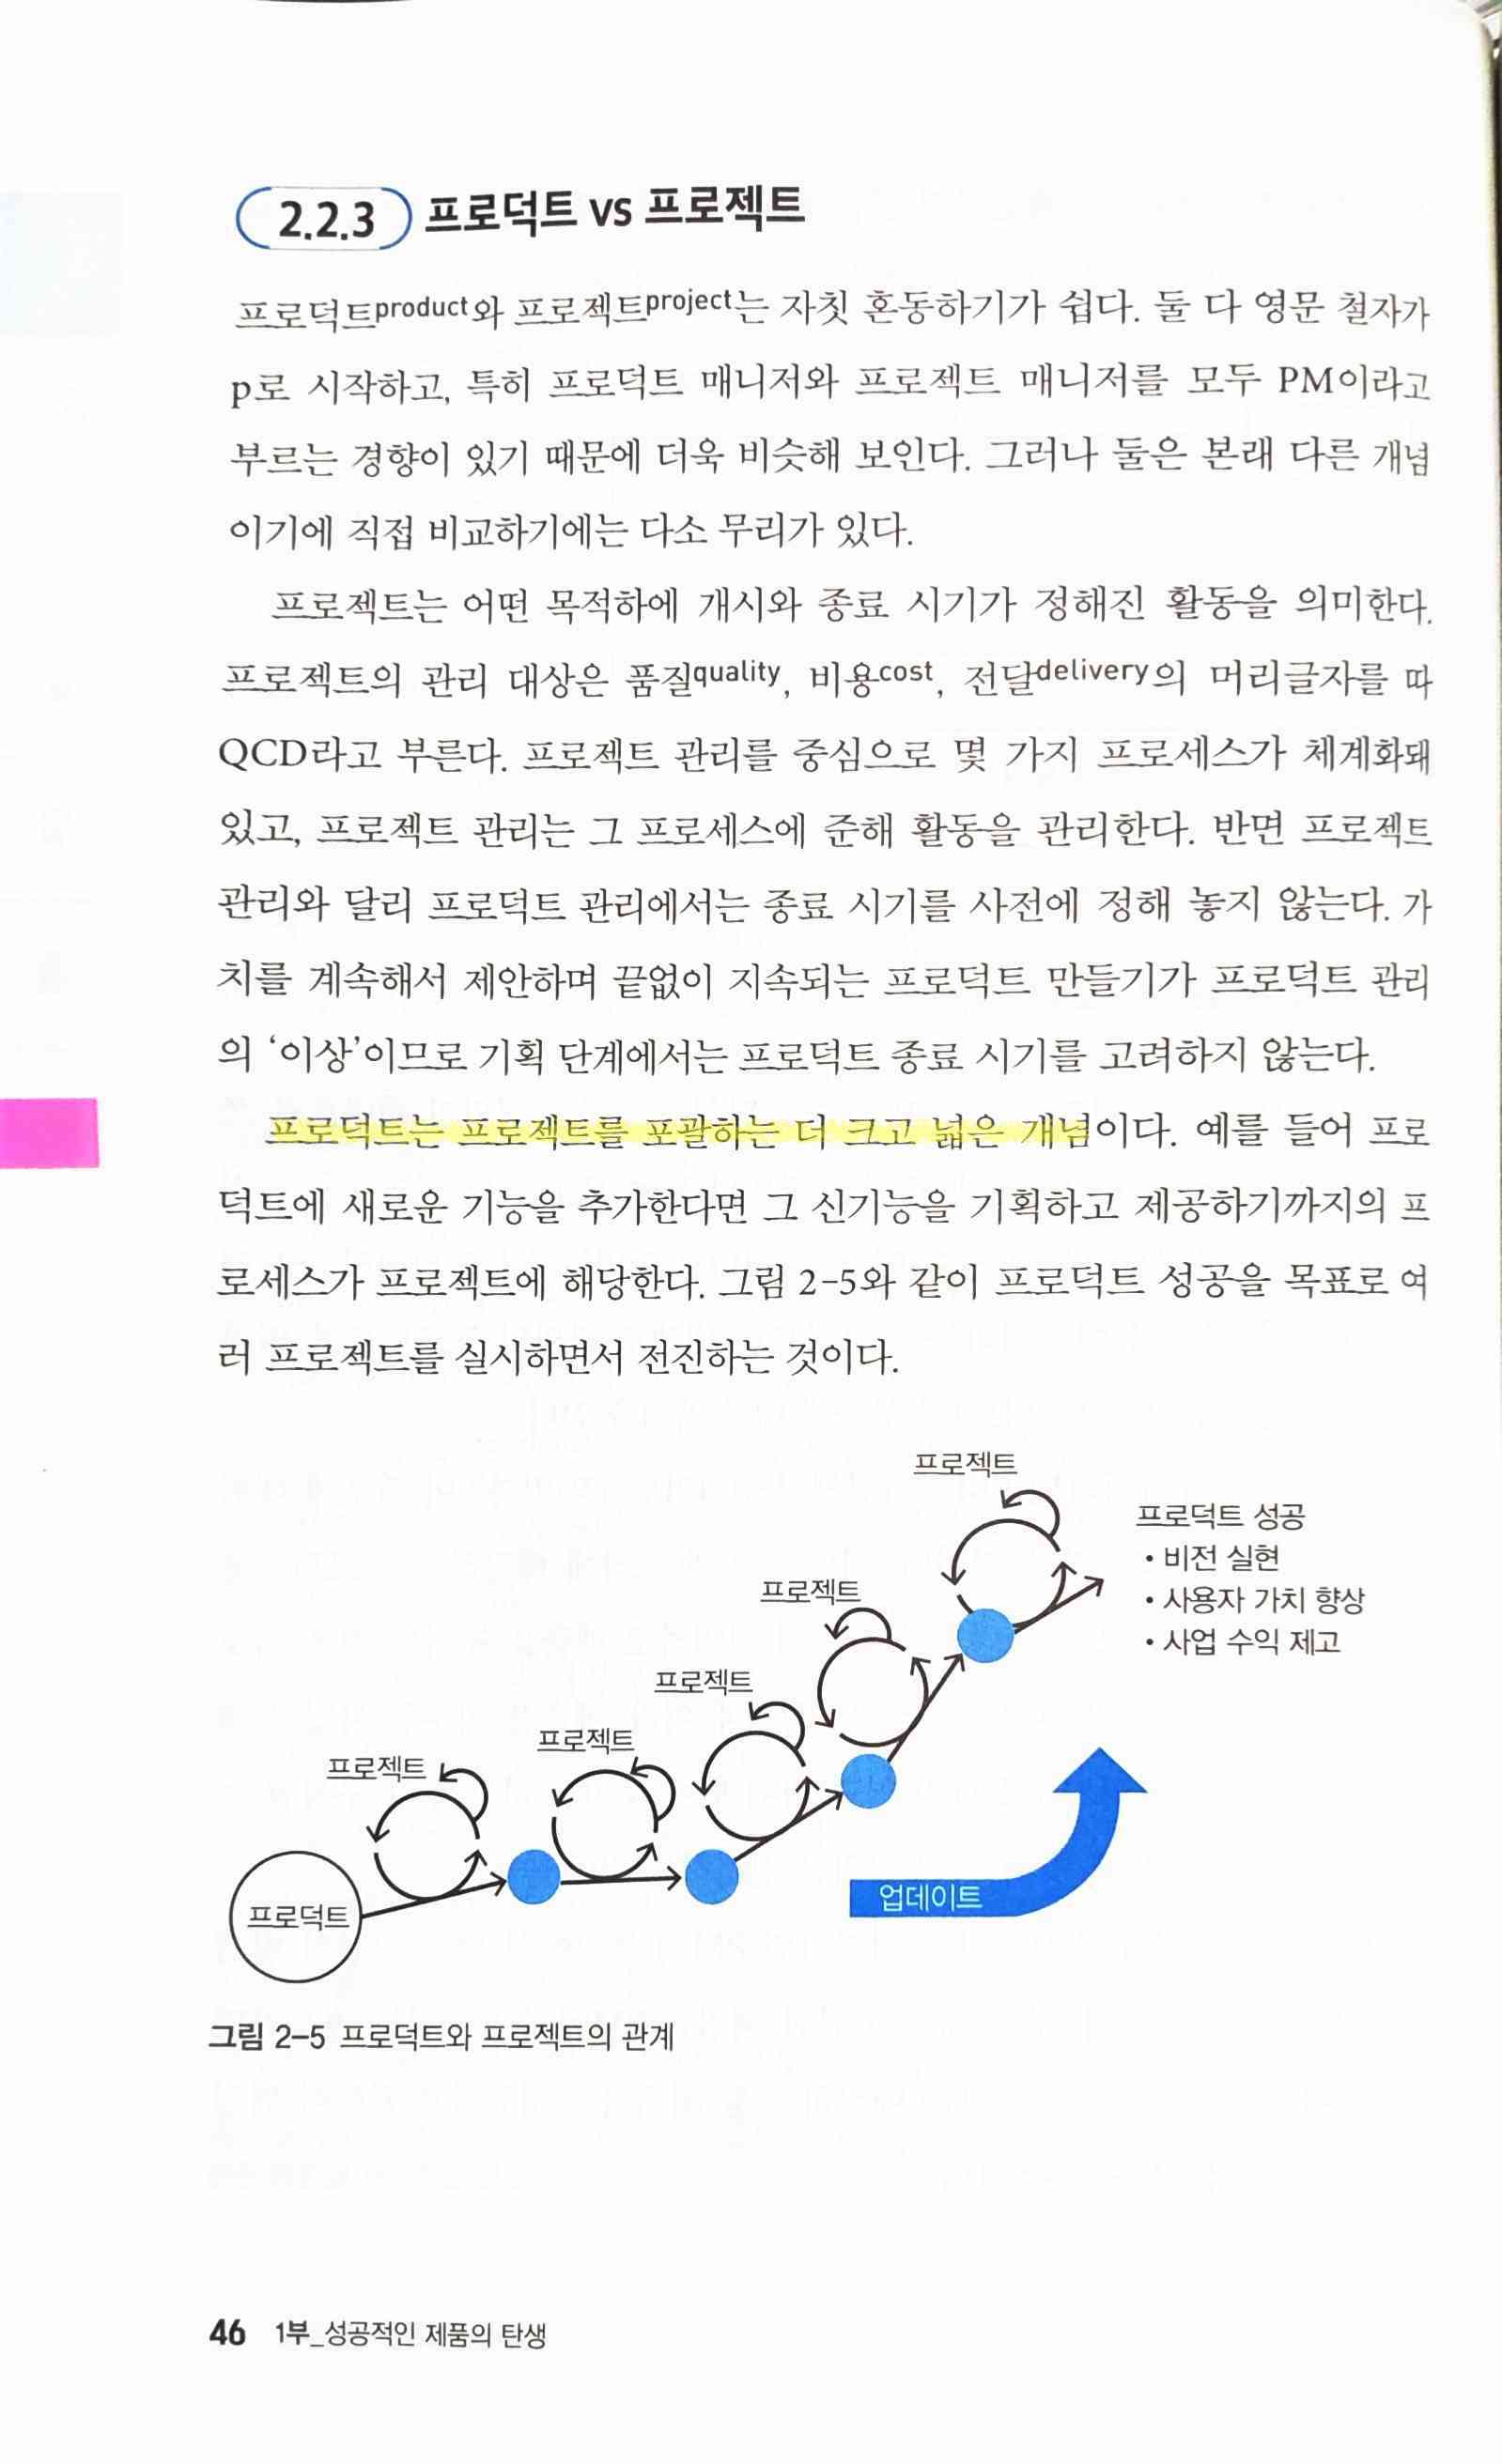 2.2.3 프로덕트 vs 프로젝트
프로덕트product와 프로젝트project는 자칫 혼동하기가 쉽다. 둘 다 영문 철자가
p로 시작하고, 특히 프로덕트 매니저와 프로젝트 매니저를 모두 PM이라고
부르는 경향이 있기 때문에 더욱 비슷해 보인다. 그러나 둘은 본래 다른 개념
이기에 직접 비교하기에는 다소 무리가 있다.
프로젝트는 어떤 목적하에 개시와 종료 시기가 정해진 활동을 의미한다.
프로젝트의 관리 대상은 품질quality, 비용cost, 전달delivery의 머리글자를 따
QCD라고 부른다. 프로젝트 관리를 중심으로 몇 가지 프로세스가 체계화돼
있고, 프로젝트 관리는 그 프로세스에 준해 활동을 관리한다. 반면 프로젝트
관리와 달리 프로덕트 관리에서는 종료 시기를 사전에 정해 놓지 않는다. 가
치를 계속해서 제안하며 끝없이 지속되는 프로덕트 만들기가 프로덕트 관리
의 ‘이상’이므로 기획 단계에서는 프로덕트 종료 시기를 고려하지 않는다.
프로덕트는 프로젝트를 포괄하는 더 크고 넓은 개념이다. 예를 들어 프로
덕트에 새로운 기능을 추가한다면 그 신기능을 기획하고 제공하기까지의 프
로세스가 프로젝트에 해당한다. 그림 2-5와 같이 프로덕트 성공을 목표로 여
러 프로젝트를 실시하면서 전진하는 것이다.
프로젝트
프로덕트 성공
• 비전 실현
• 사용자 가치 향상
• 사업 수익 제고
프로젝트
프로젝트
프로젝트
프로젝트
프로덕트
업데이트
그림 2-5 프로덕트와 프로젝트의 관계
46 1부_성공적인 제품의 탄생